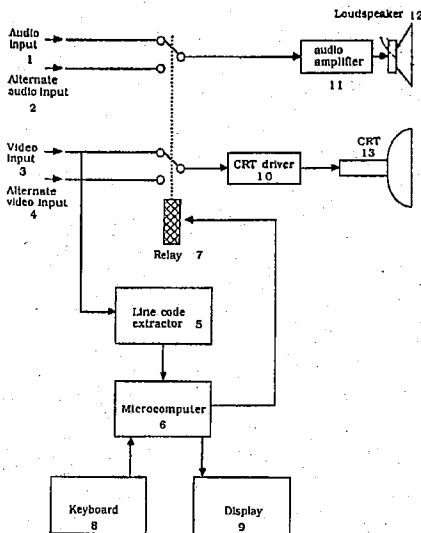 Loudspeaker 12
Audio
input
1
audio
amplifier
11
Alternate
audio input
2
Video
input
3
CRT
13
CRT driver
10
Alternate
video input
4
Relay 7
Line code
extractor 5
Microcomputer
6
Keyboard
8
Display
9